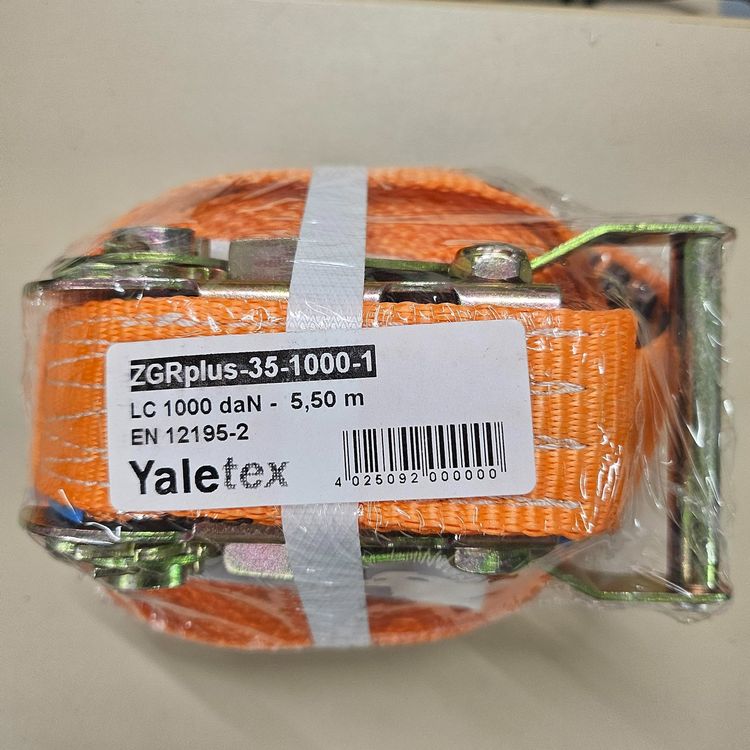 ZGRplus-35-1000-1
LC 1000 daN - 5,50 m
EN 12195-2
Yaletex
4 025092 000000